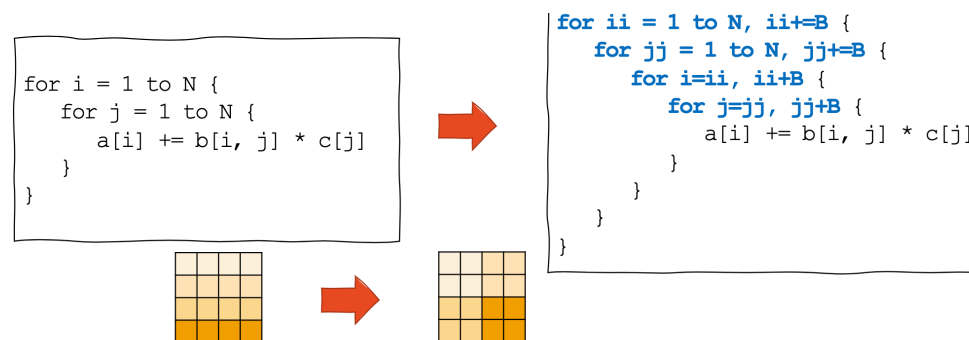 for i = 1 to N {
for j = 1 to N {
a[i] += b[i, j] * c[j]
}
}
for ii = 1 to N, ii+=B {
for jj = 1 to N, jj+=B {
for i=ii, ii+B {
for j=jj, jj+B {
a[i] += b[i, j] * c[j]
}
}
}
}